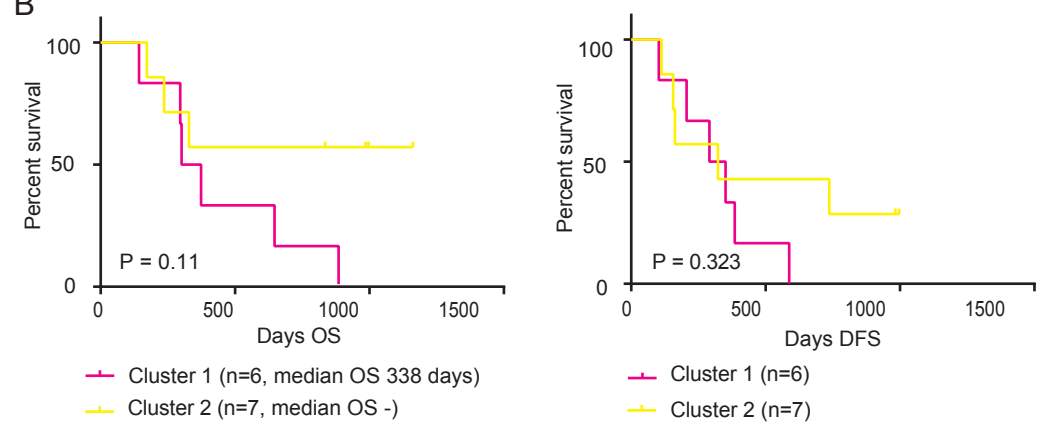 B
Percent survival
100
50
0
P = 0.11
0 500 1000 1500
Days OS
Cluster 1 (n=6, median OS 338 days)
Cluster 2 (n=7, median OS -)
Percent survival
100
50
0
P = 0.323
0 500 1000 1500
Days DFS
Cluster 1 (n=6)
Cluster 2 (n=7)